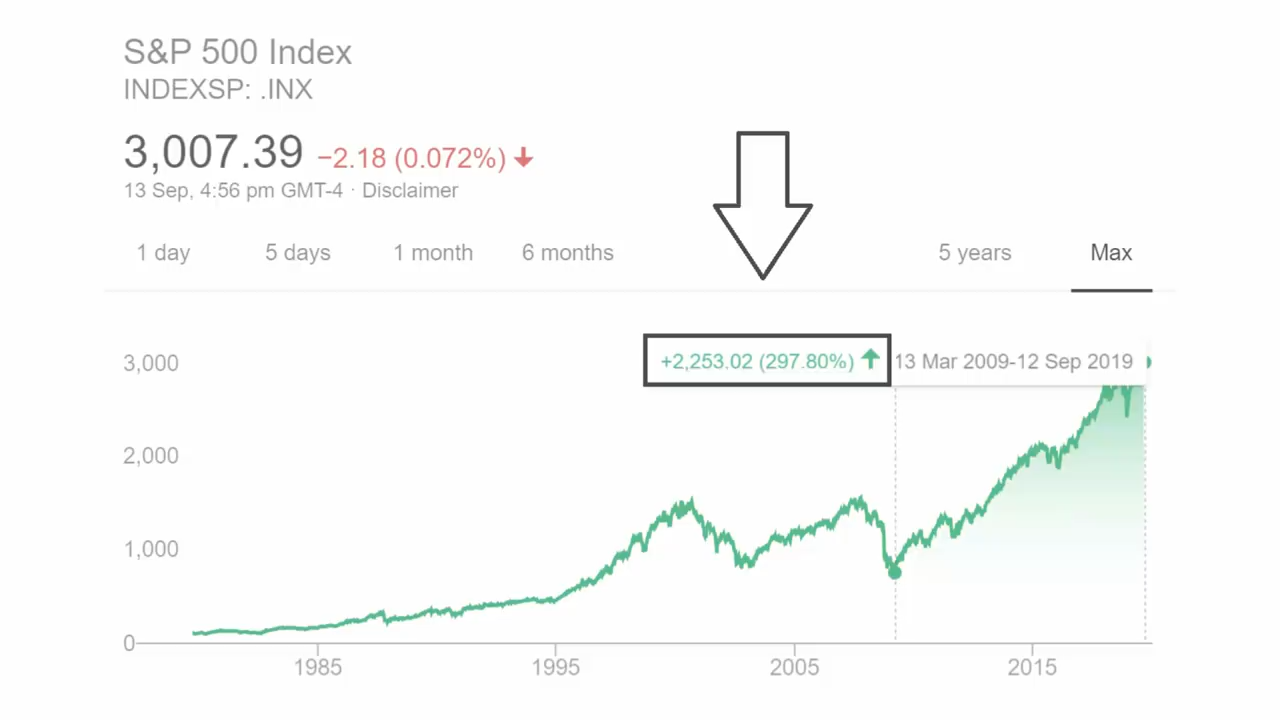 S&P 500 Index
INDEXSP: .INX
3,007.39 −2.18 (0.072%)
13 Sep, 4:56 pm GMT-4 · Disclaimer
1 day 5 days 1 month 6 months 5 years Max
+2,253.02 (297.80%) 13 Mar 2009-12 Sep 2019
3,000
2,000
1,000
0
1985 1995 2005 2015